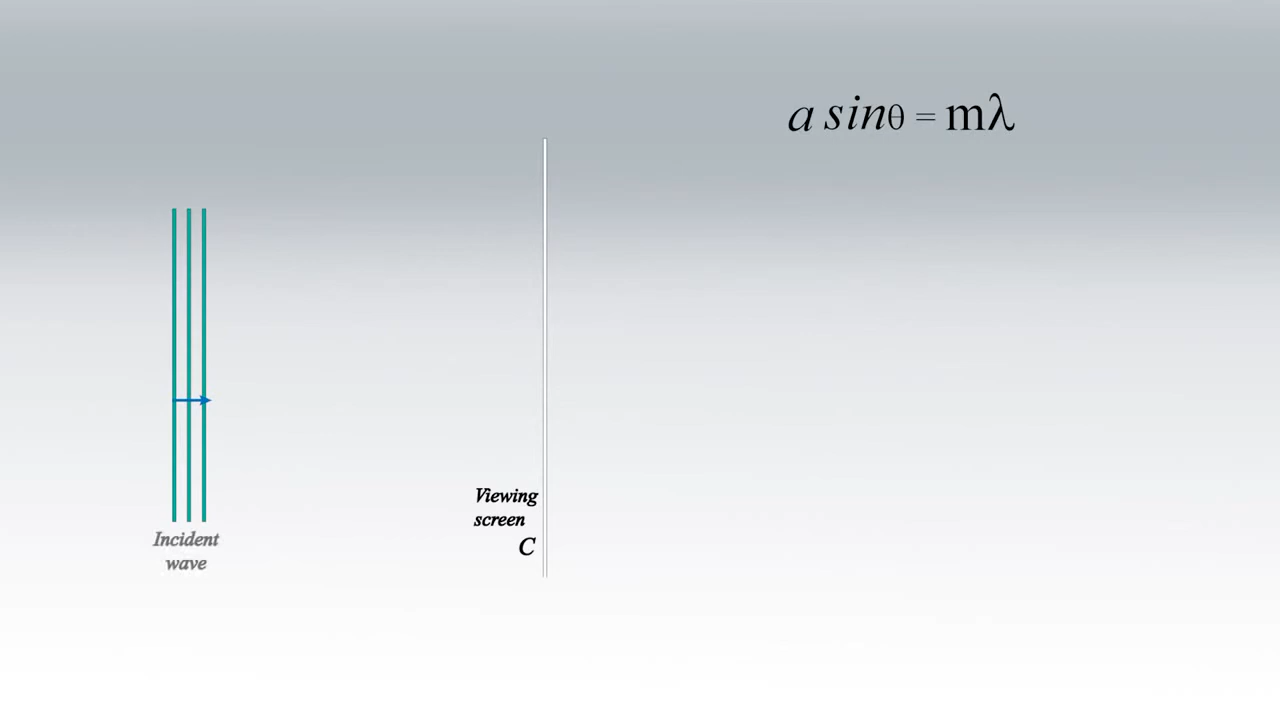 a sinθ = mλ
Viewing
screen
C
Incident
wave